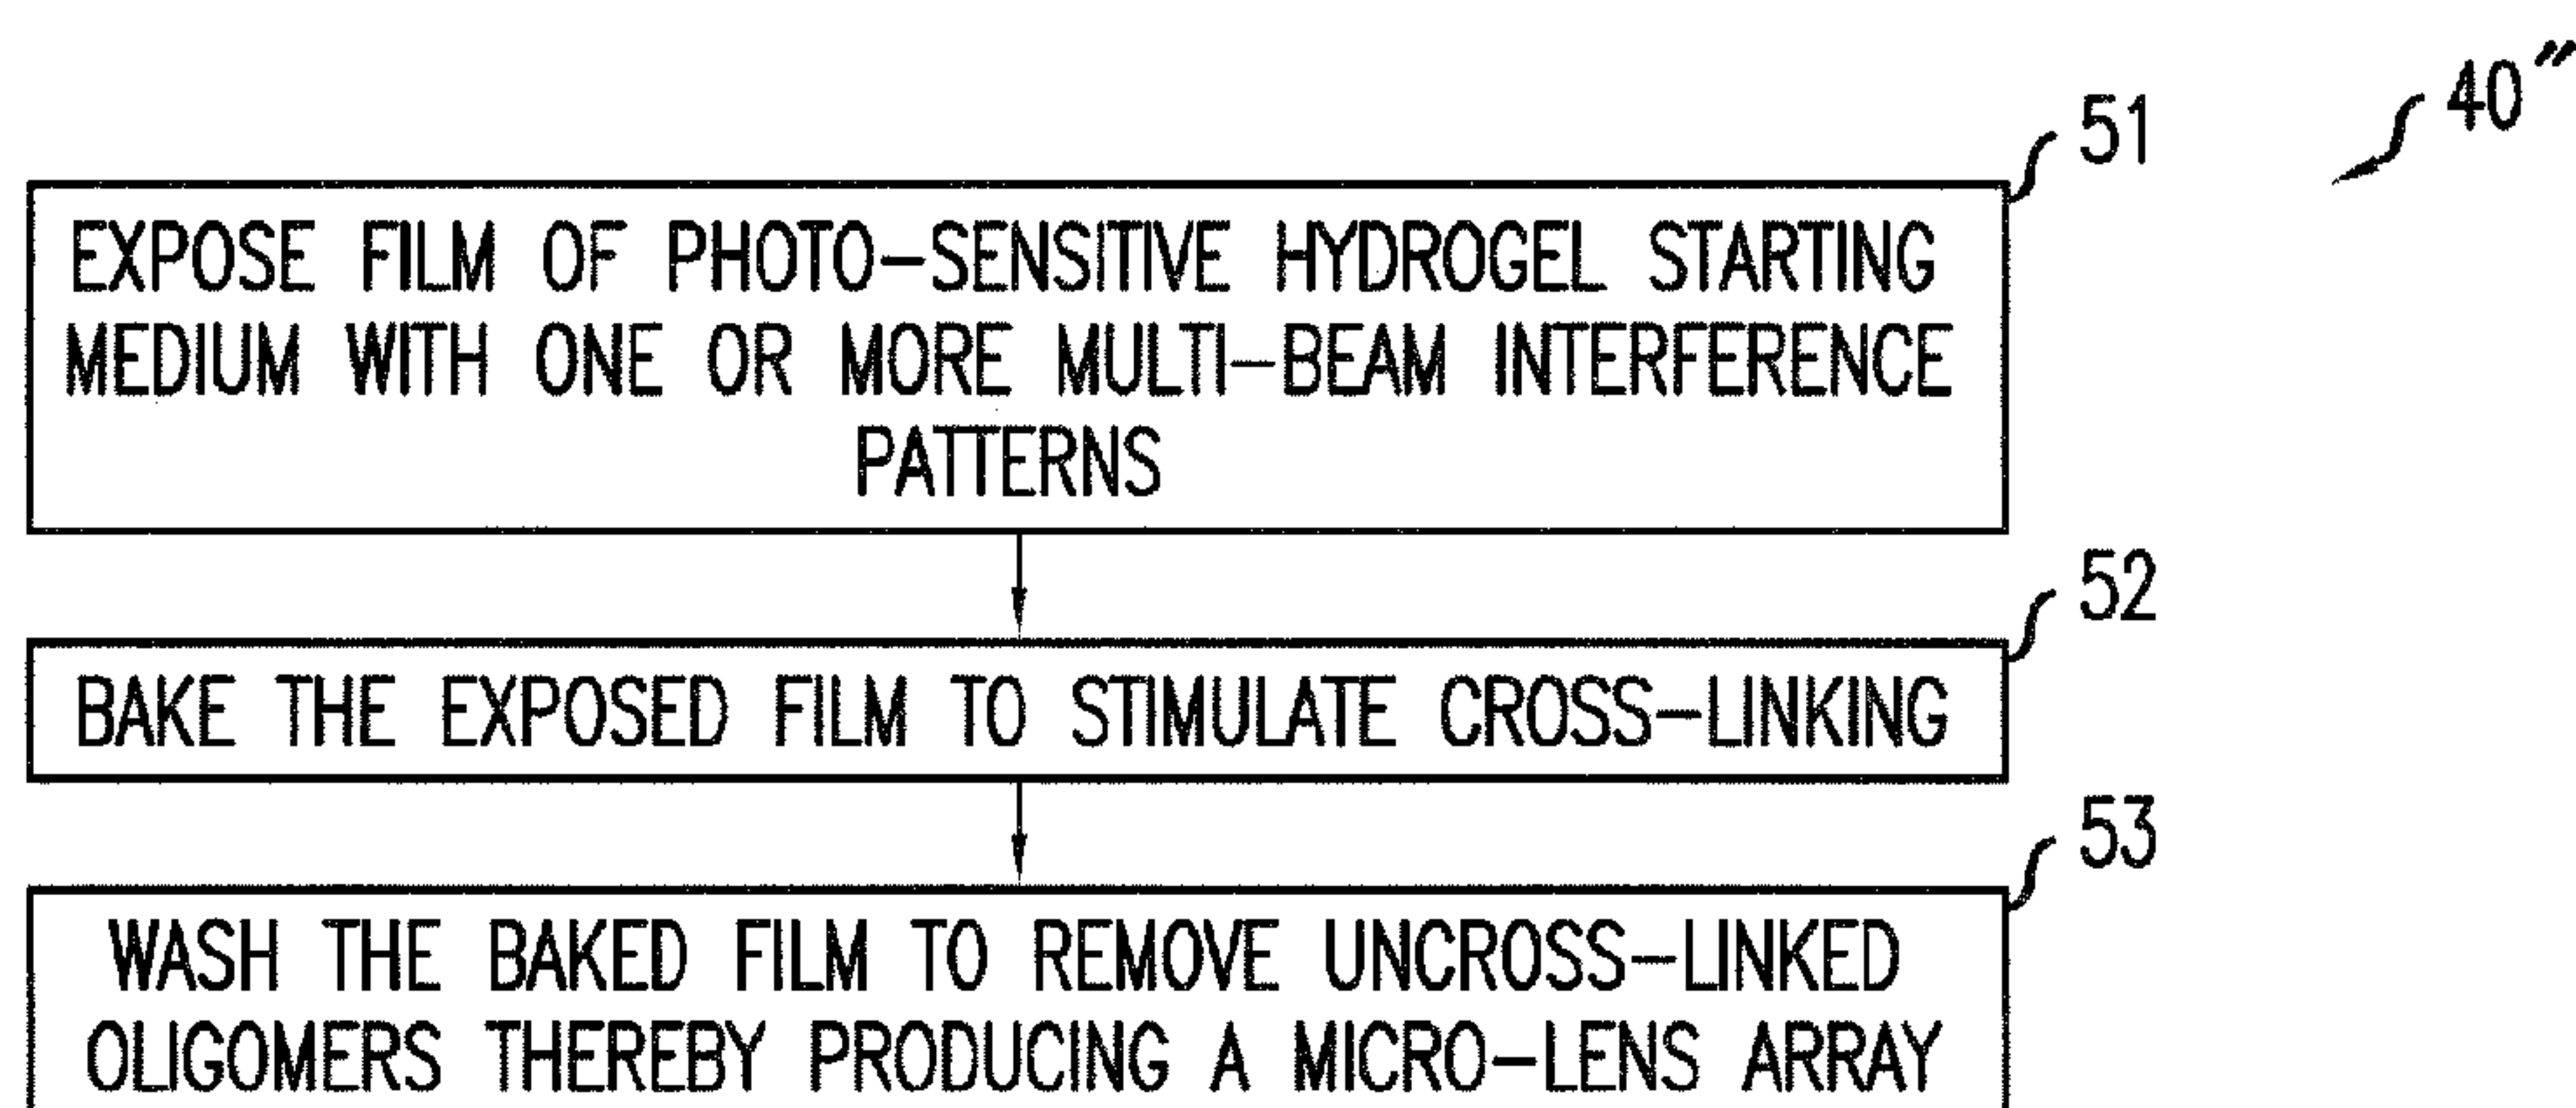 40″
51
EXPOSE FILM OF PHOTO-SENSITIVE HYDROGEL STARTING
MEDIUM WITH ONE OR MORE MULTI-BEAM INTERFERENCE
PATTERNS
52
BAKE THE EXPOSED FILM TO STIMULATE CROSS-LINKING
53
WASH THE BAKED FILM TO REMOVE UNCROSS-LINKED
OLIGOMERS THEREBY PRODUCING A MICRO-LENS ARRAY